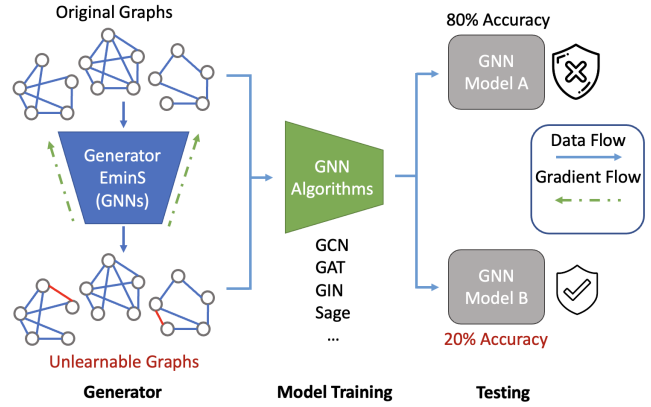 Original Graphs
80% Accuracy
GNN
Model A
Generator
EminS
(GNNs)
GNN
Algorithms
Data Flow
Gradient Flow
GCN
GAT
GIN
Sage
...
GNN
Model B
Unlearnable Graphs
20% Accuracy
Generator
Model Training
Testing